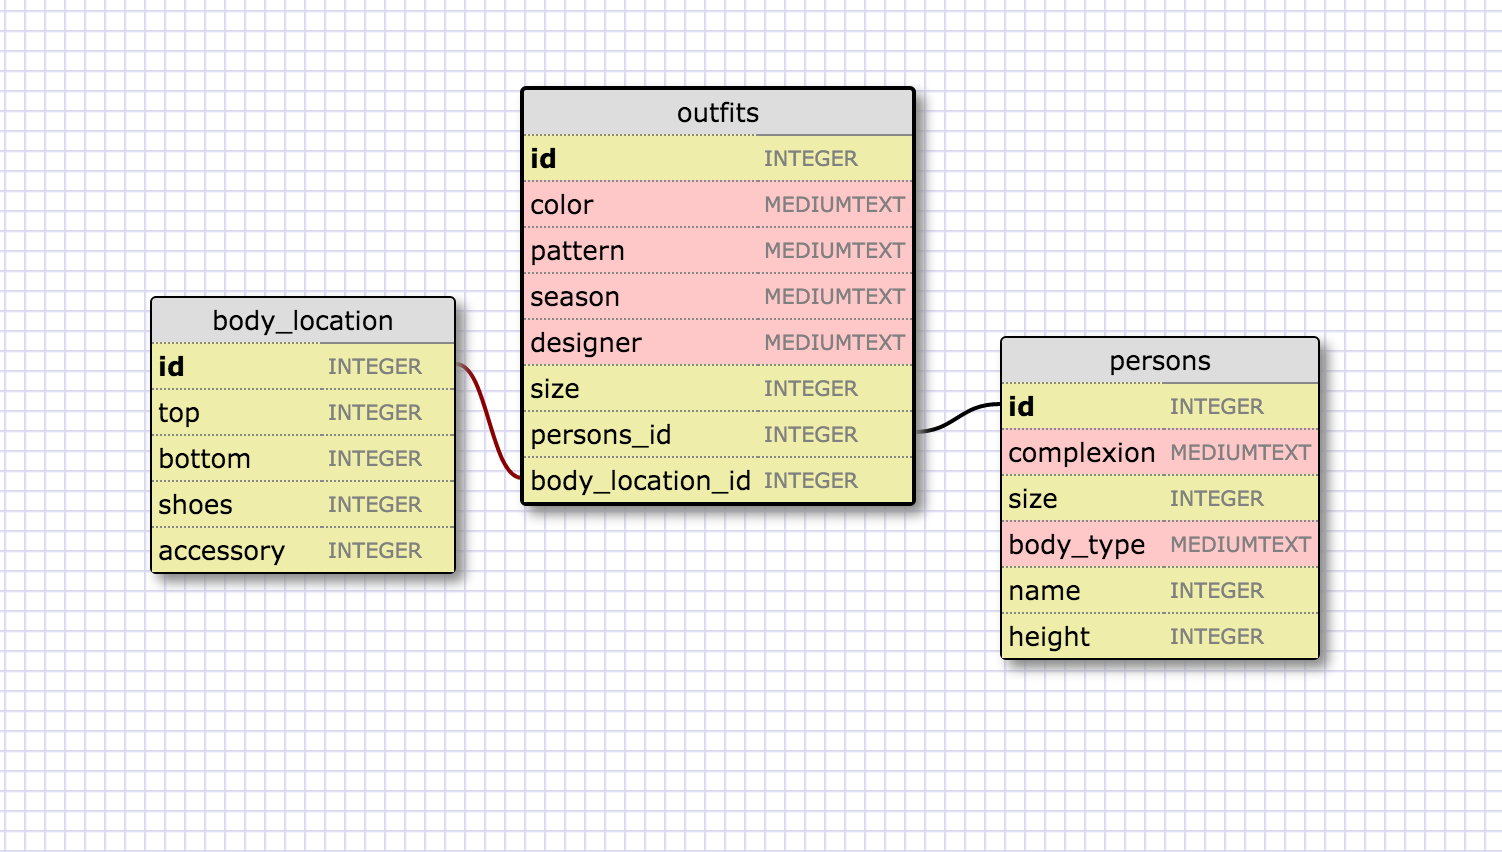 body_location
id INTEGER
top INTEGER
bottom INTEGER
shoes INTEGER
accessory INTEGER
outfits
id INTEGER
color MEDIUMTEXT
pattern MEDIUMTEXT
season MEDIUMTEXT
designer MEDIUMTEXT
size INTEGER
persons_id INTEGER
body_location_id INTEGER
persons
id INTEGER
complexion MEDIUMTEXT
size INTEGER
body_type MEDIUMTEXT
name INTEGER
height INTEGER